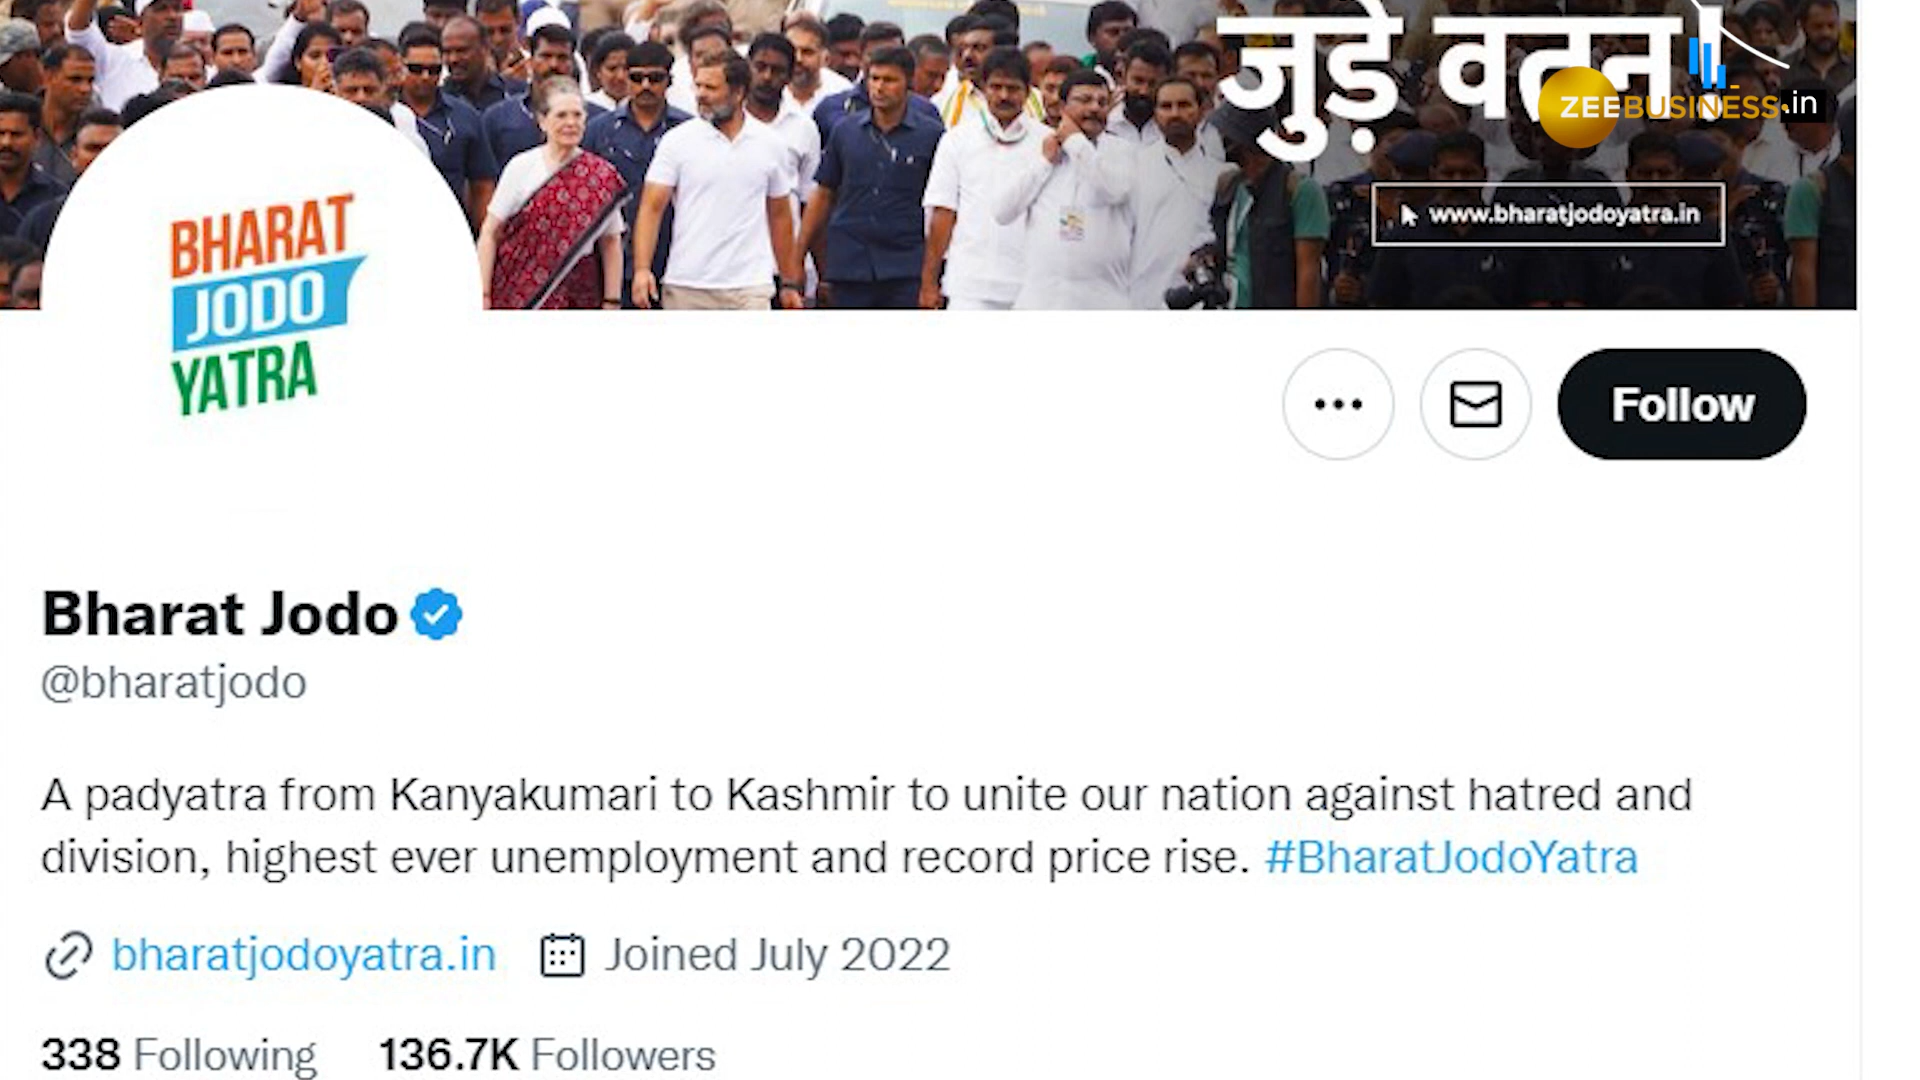 जुड़े वतन!
ZEEBUSINESS.in
www.bharatjodoyatra.in
BHARAT
JODO
YATRA
Follow
Bharat Jodo
@bharatjodo
A padyatra from Kanyakumari to Kashmir to unite our nation against hatred and
division, highest ever unemployment and record price rise. #BharatJodoYatra
bharatjodoyatra.in Joined July 2022
338 Following 136.7K Followers